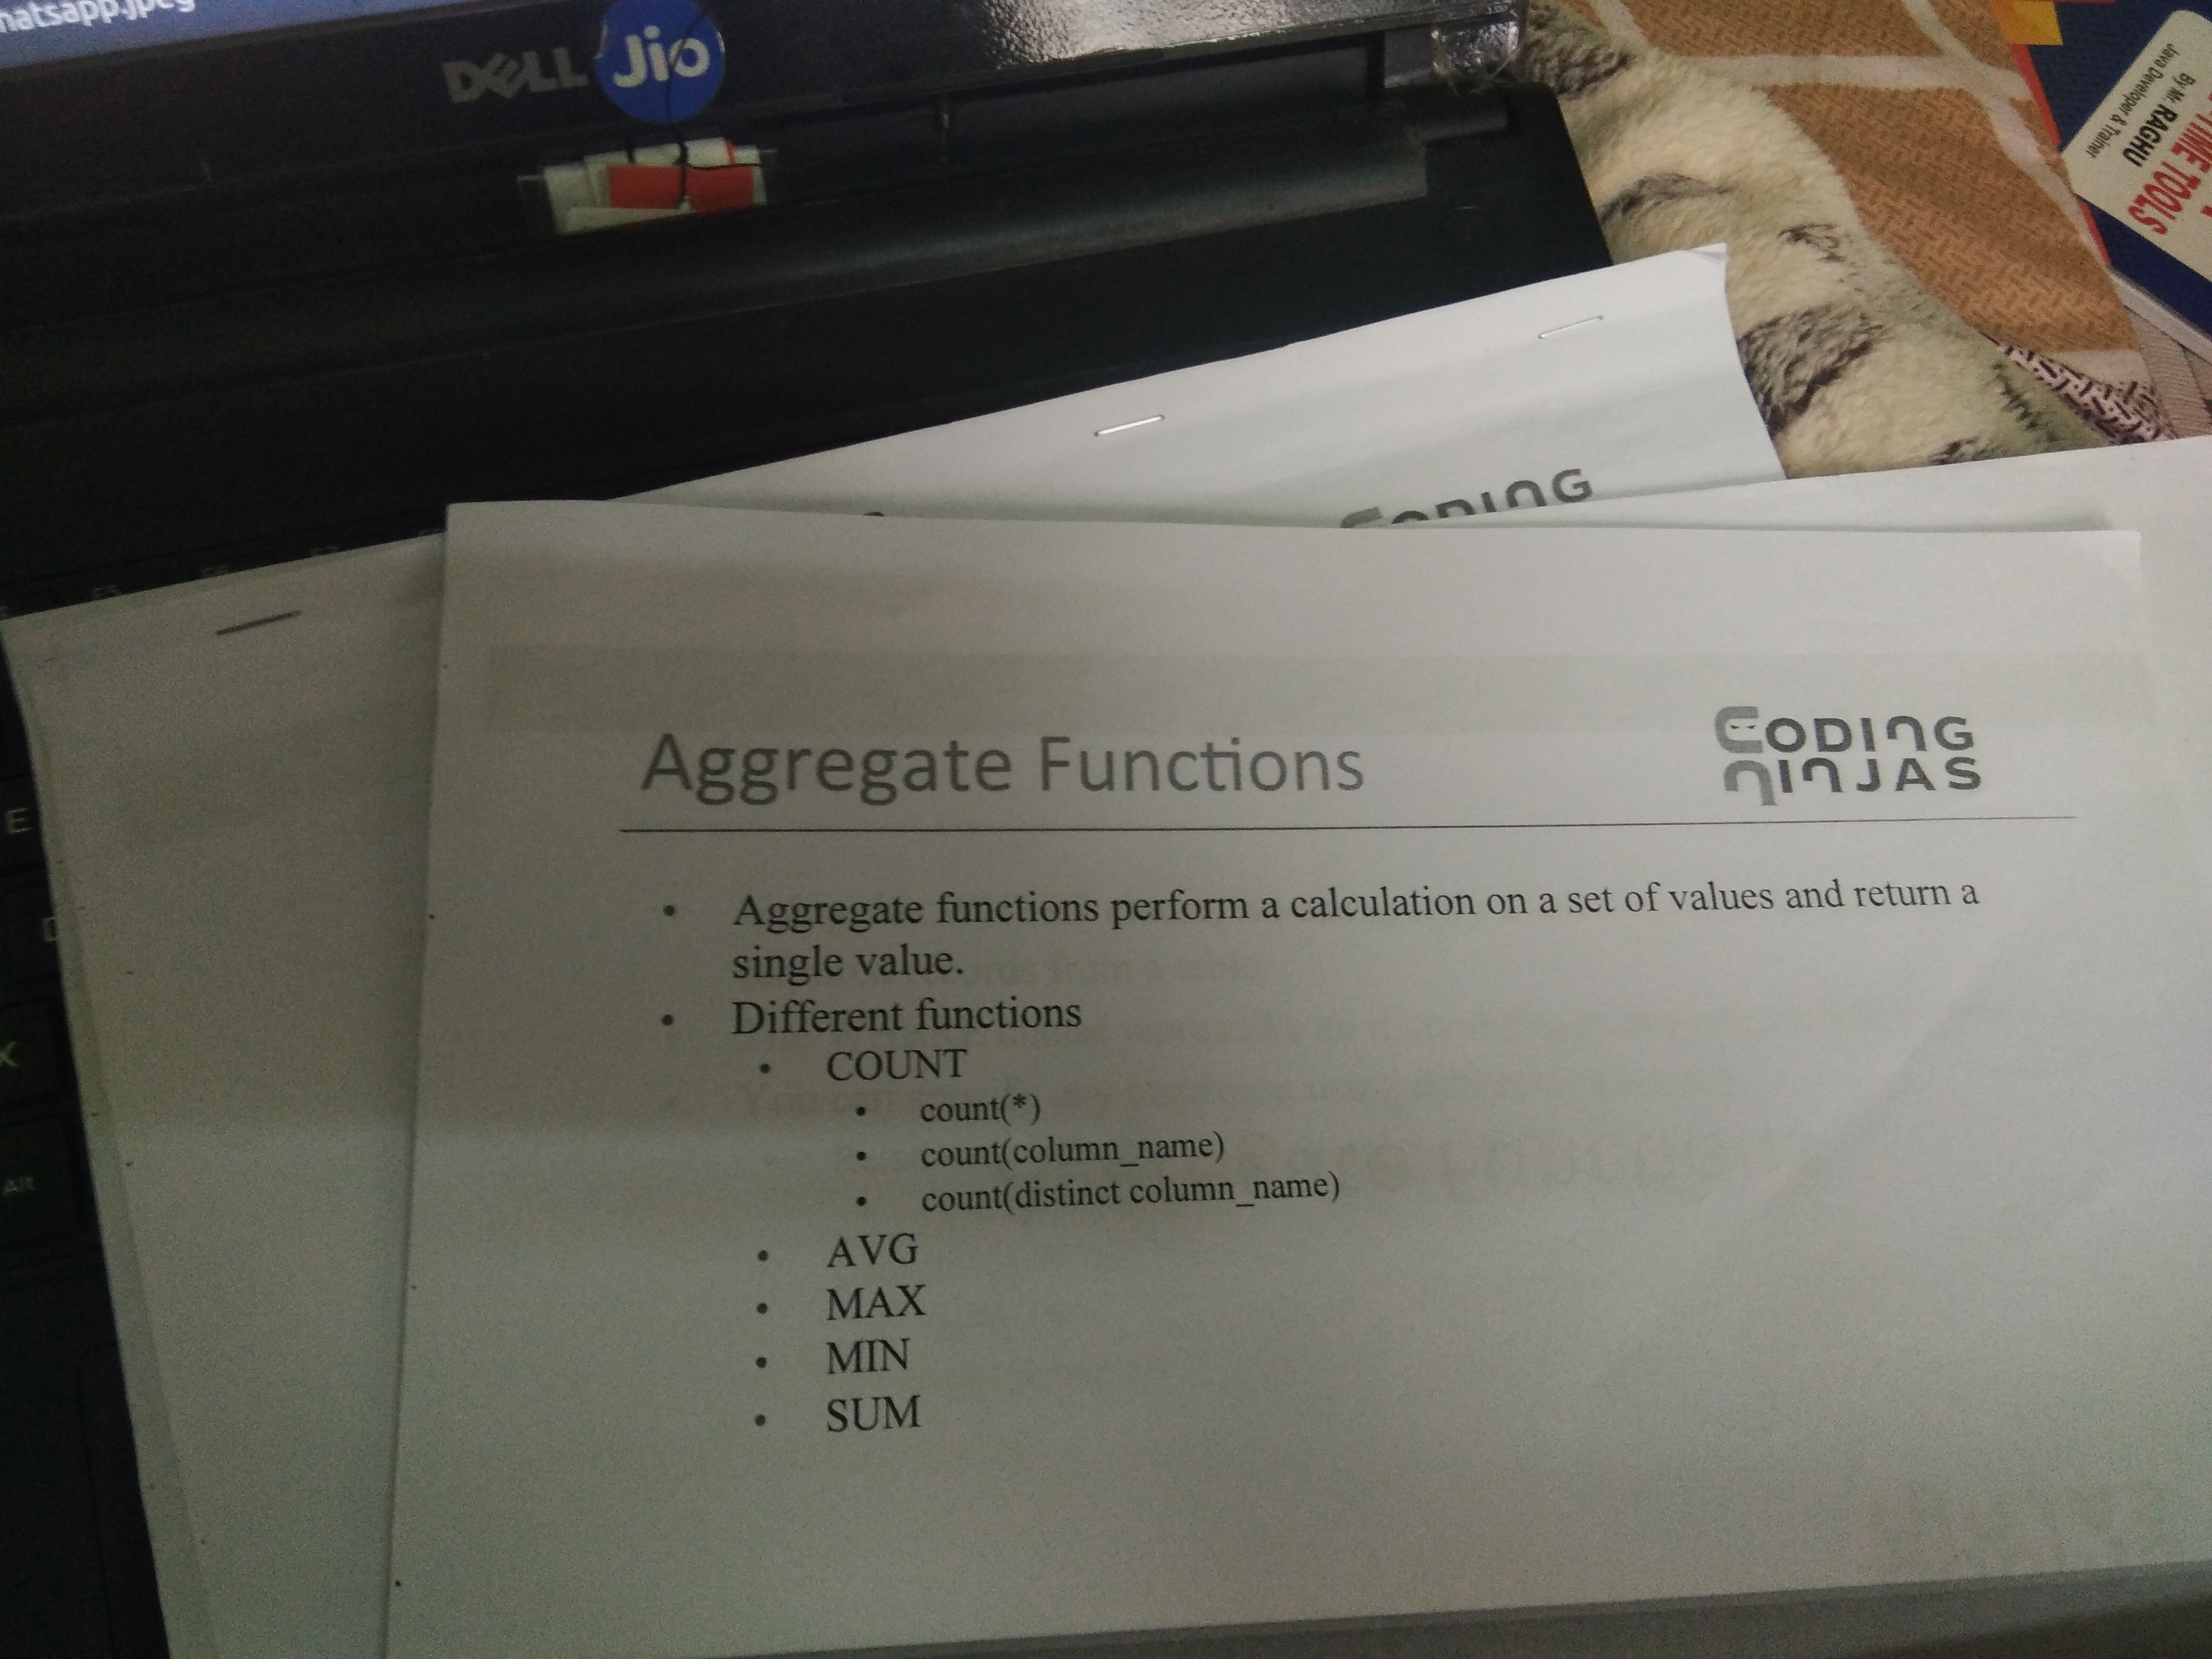 hatsapp.jpeg
DELL Jio
TOOLS
By Mr. RAGHU
Java Developer & Trainer
CODING
Aggregate Functions
CODING
NINJAS
• Aggregate functions perform a calculation on a set of values and return a
single value.
• Different functions
• COUNT
• count(*)
• count(column_name)
• count(distinct column_name)
• AVG
• MAX
• MIN
• SUM
E
D
X
Alt